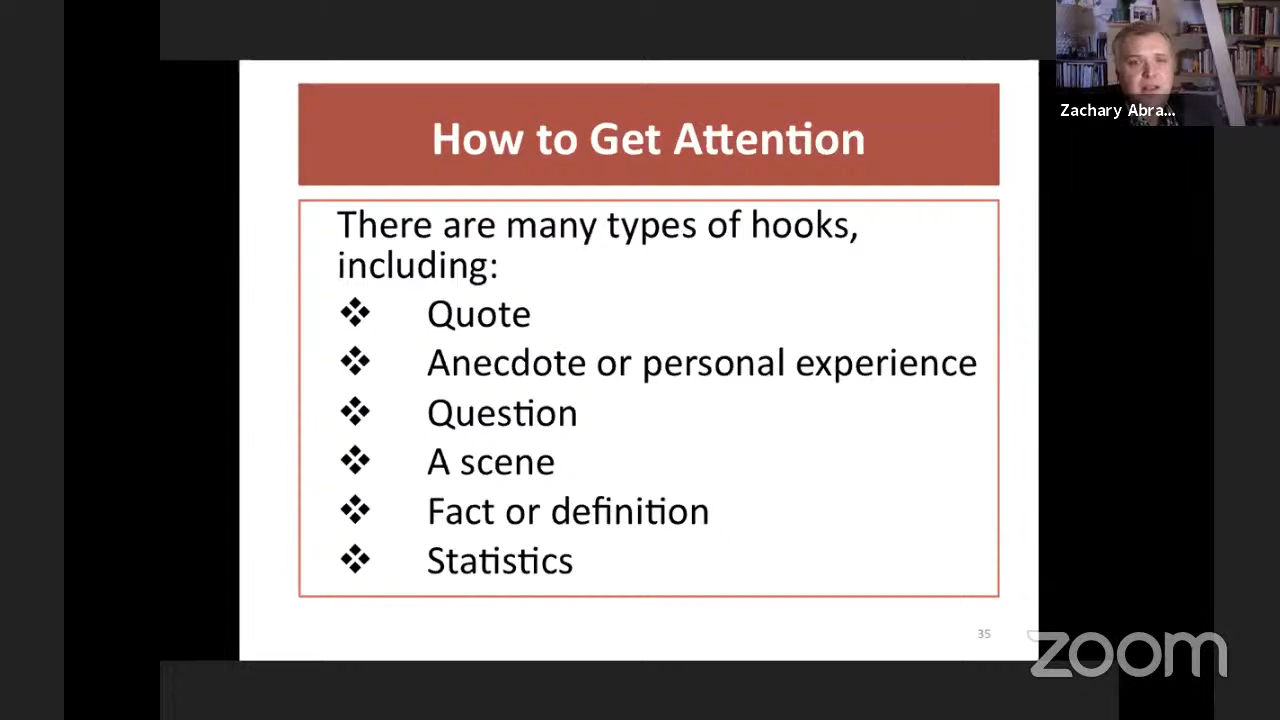 How to Get Attention
There are many types of hooks,
including:
❖ Quote
❖ Anecdote or personal experience
❖ Question
❖ A scene
❖ Fact or definition
❖ Statistics
35
Zachary Abra...
zoom